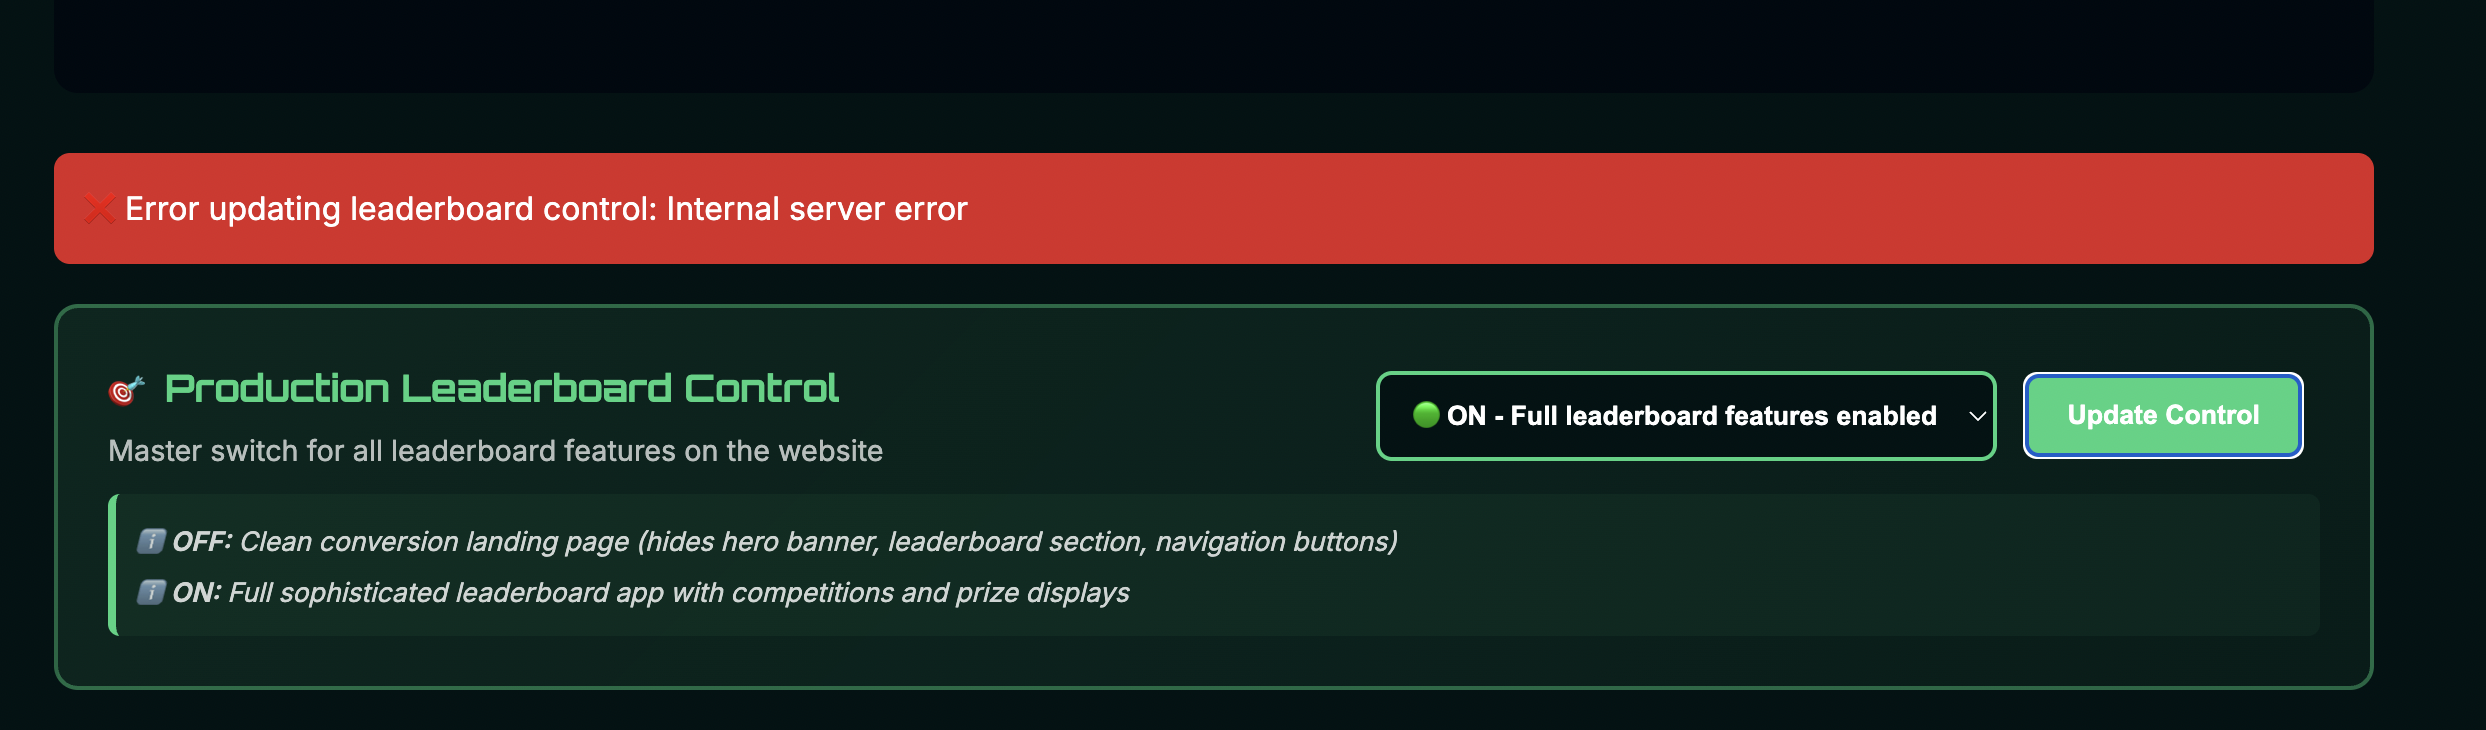 ❌ Error updating leaderboard control: Internal server error
🎯 Production Leaderboard Control
Master switch for all leaderboard features on the website
🟢 ON - Full leaderboard features enabled
Update Control
ℹ️ OFF: Clean conversion landing page (hides hero banner, leaderboard section, navigation buttons)
ℹ️ ON: Full sophisticated leaderboard app with competitions and prize displays